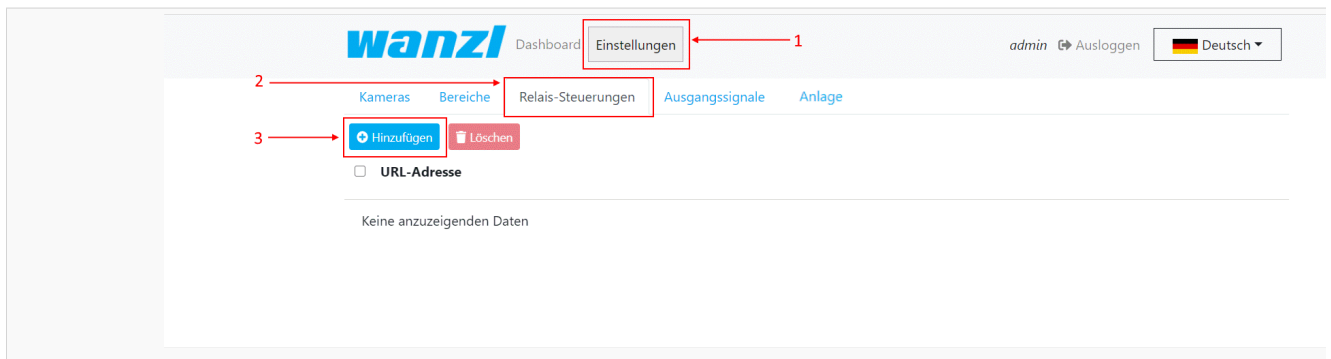 wanzl Dashboard Einstellungen 1 admin Ausloggen Deutsch
2
Kameras Bereiche Relais-Steuerungen Ausgangssignale Anlage
3 Hinzufügen Löschen
URL-Adresse
Keine anzuzeigenden Daten